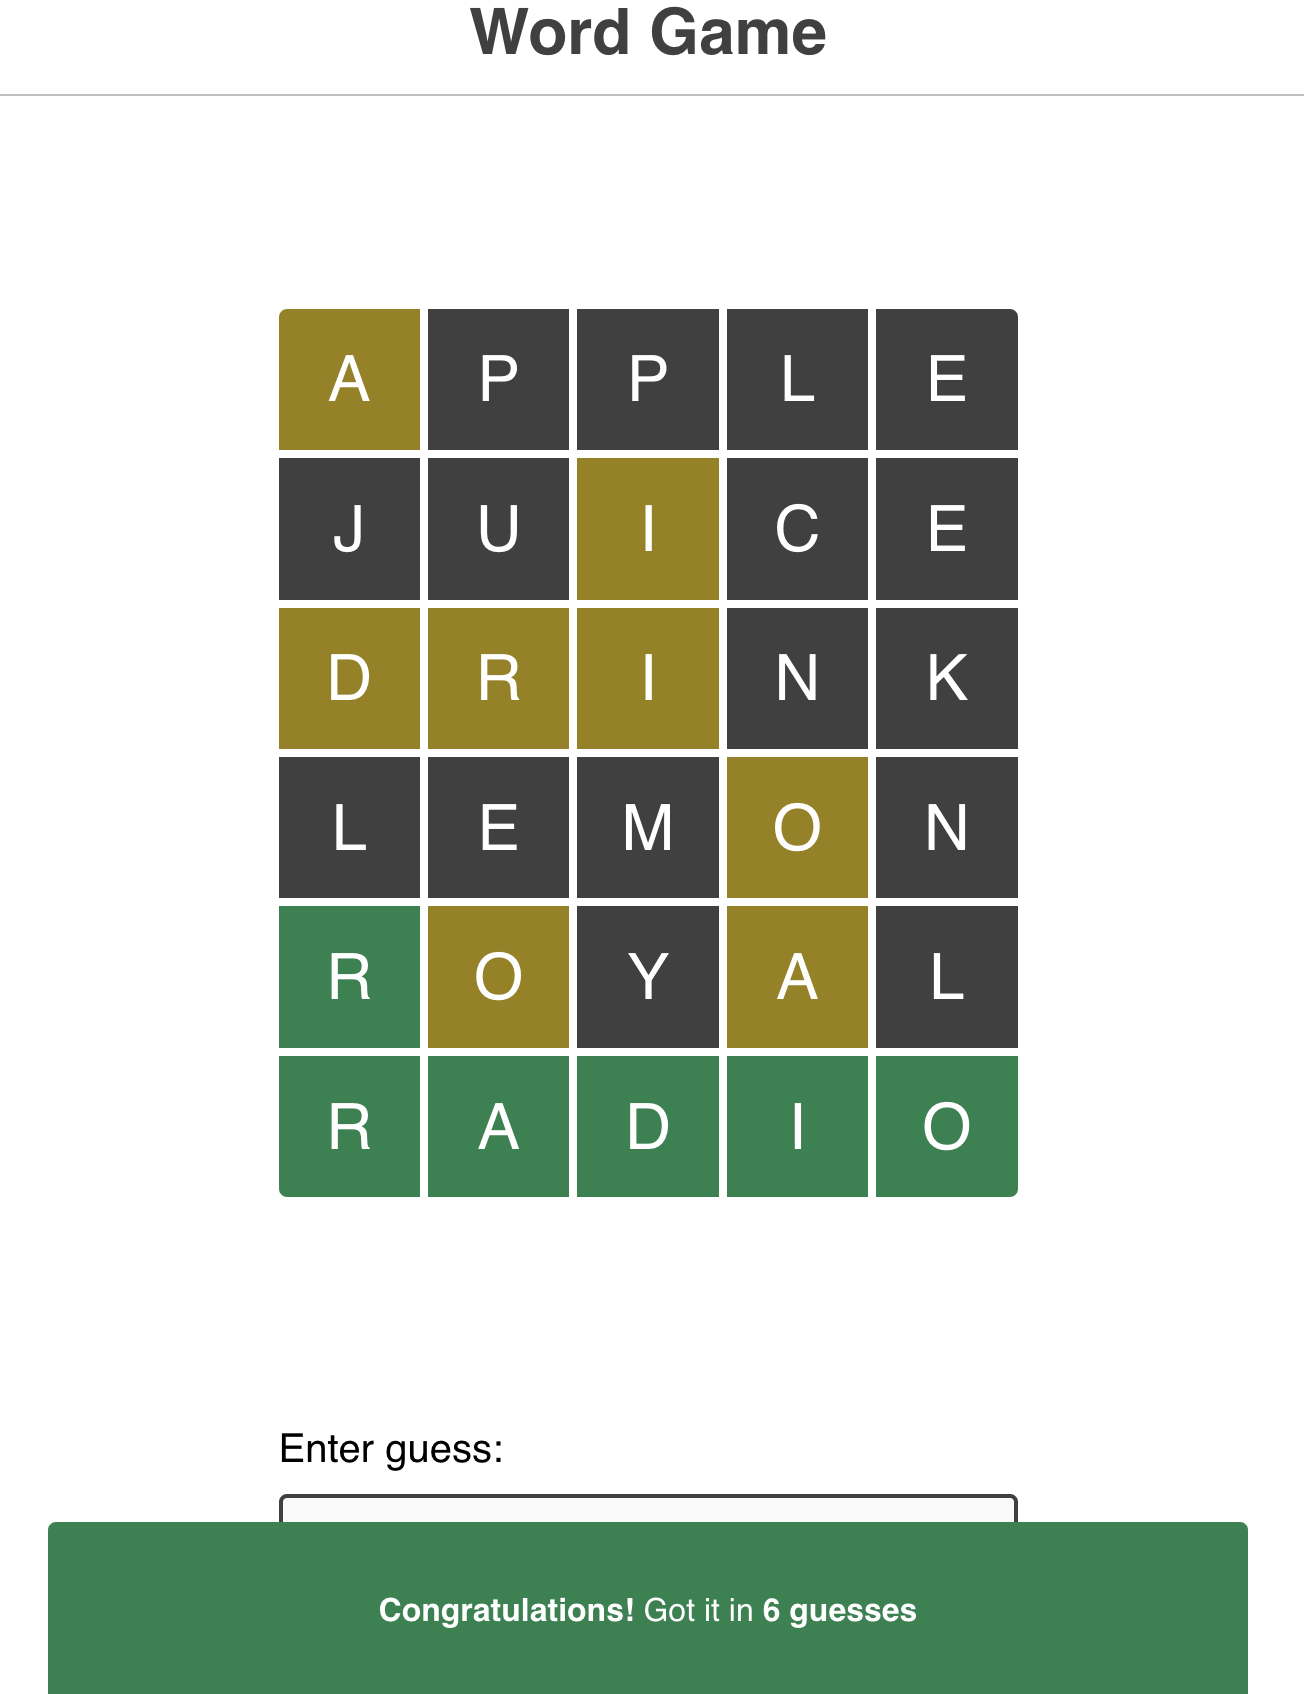 Word Game
A P P L E
J U I C E
D R I N K
L E M O N
R O Y A L
R A D I O
Enter guess:
Congratulations! Got it in 6 guesses